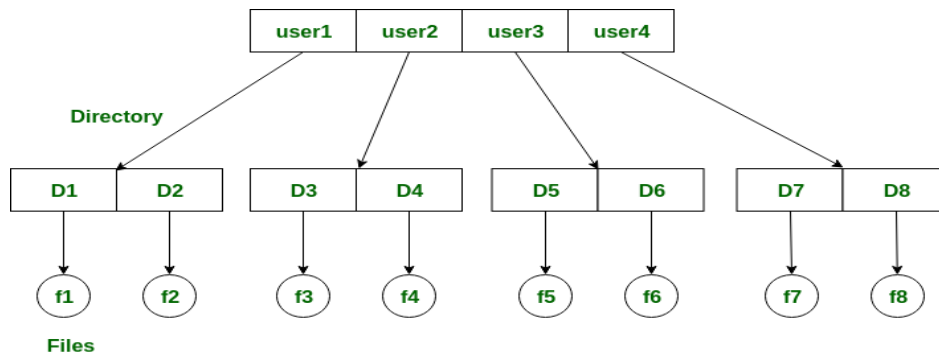 user1 user2 user3 user4
Directory
D1 D2 D3 D4 D5 D6 D7 D8
f1 f2 f3 f4 f5 f6 f7 f8
Files